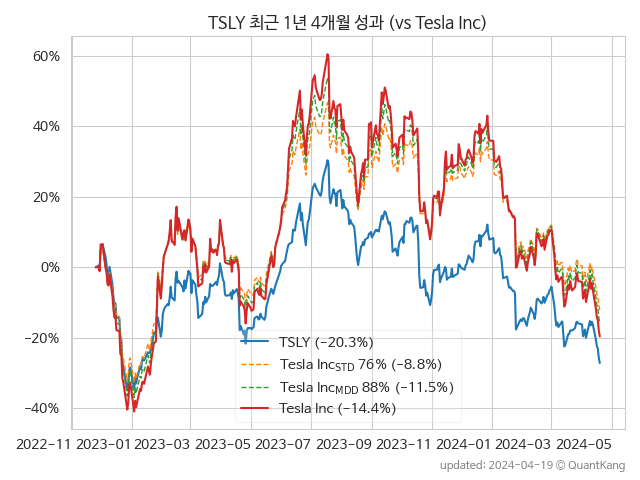 TSLY 최근 1년 4개월 성과 (vs Tesla Inc)
60%
40%
20%
0%
−20%
−40%
TSLY (−20.3%)
Tesla Inc_STD 76% (−8.8%)
Tesla Inc_MDD 88% (−11.5%)
Tesla Inc (−14.4%)
2022-11 2023-01 2023-03 2023-05 2023-07 2023-09 2023-11 2024-01 2024-03 2024-05
updated: 2024-04-19 © QuantKang